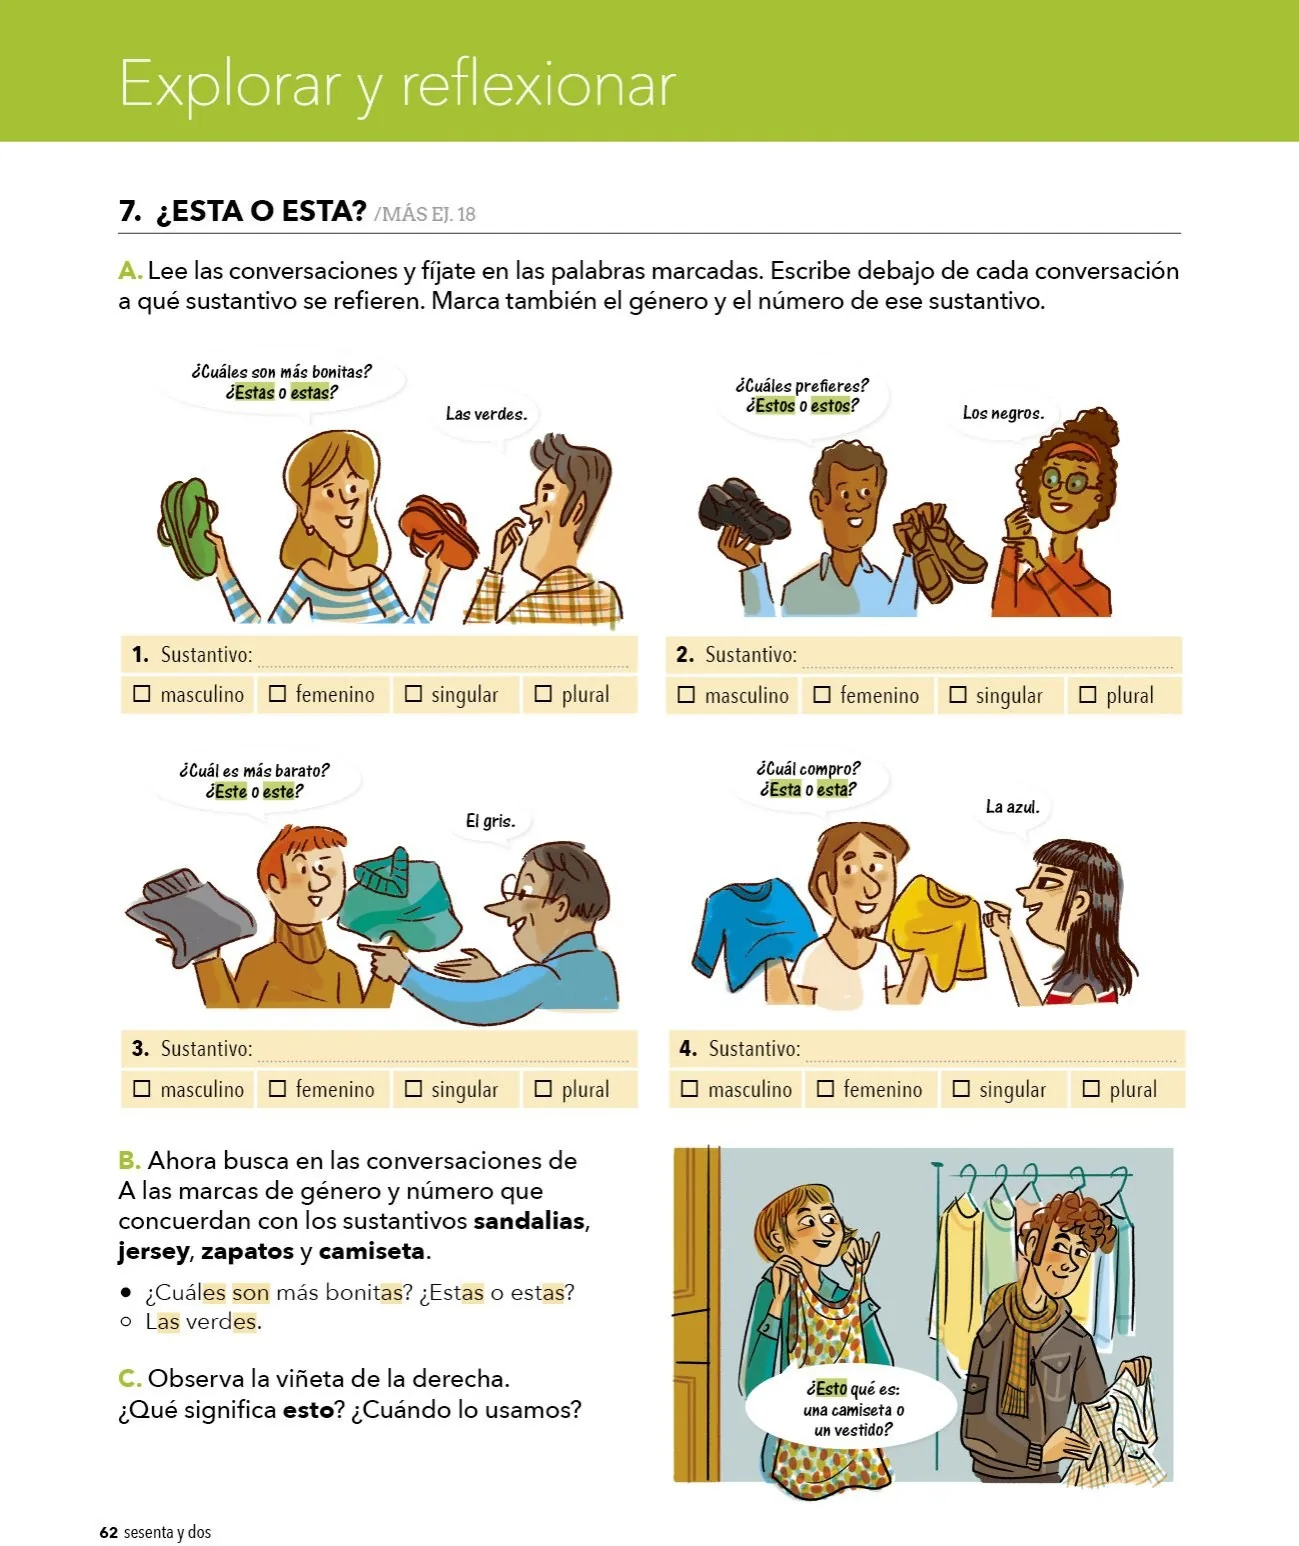 Explorar y reflexionar
7. ¿ESTA O ESTA? /MÁS EJ. 18
A. Lee las conversaciones y fíjate en las palabras marcadas. Escribe debajo de cada conversación
a qué sustantivo se refieren. Marca también el género y el número de ese sustantivo.
¿Cuáles son más bonitas?
¿Estas o estas?
Las verdes.
¿Cuáles prefieres?
¿Estos o estos?
Los negros.
1. Sustantivo:
masculino femenino singular plural
2. Sustantivo:
masculino femenino singular plural
¿Cuál es más barato?
¿Este o este?
El gris.
¿Cuál compro?
¿Esta o esta?
La azul.
3. Sustantivo:
masculino femenino singular plural
4. Sustantivo:
masculino femenino singular plural
B. Ahora busca en las conversaciones de
A las marcas de género y número que
concuerdan con los sustantivos sandalias,
jersey, zapatos y camiseta.
• ¿Cuáles son más bonitas? ¿Estas o estas?
○ Las verdes.
C. Observa la viñeta de la derecha.
¿Qué significa esto? ¿Cuándo lo usamos?
¿Esto qué es:
una camiseta o
un vestido?
62 sesenta y dos